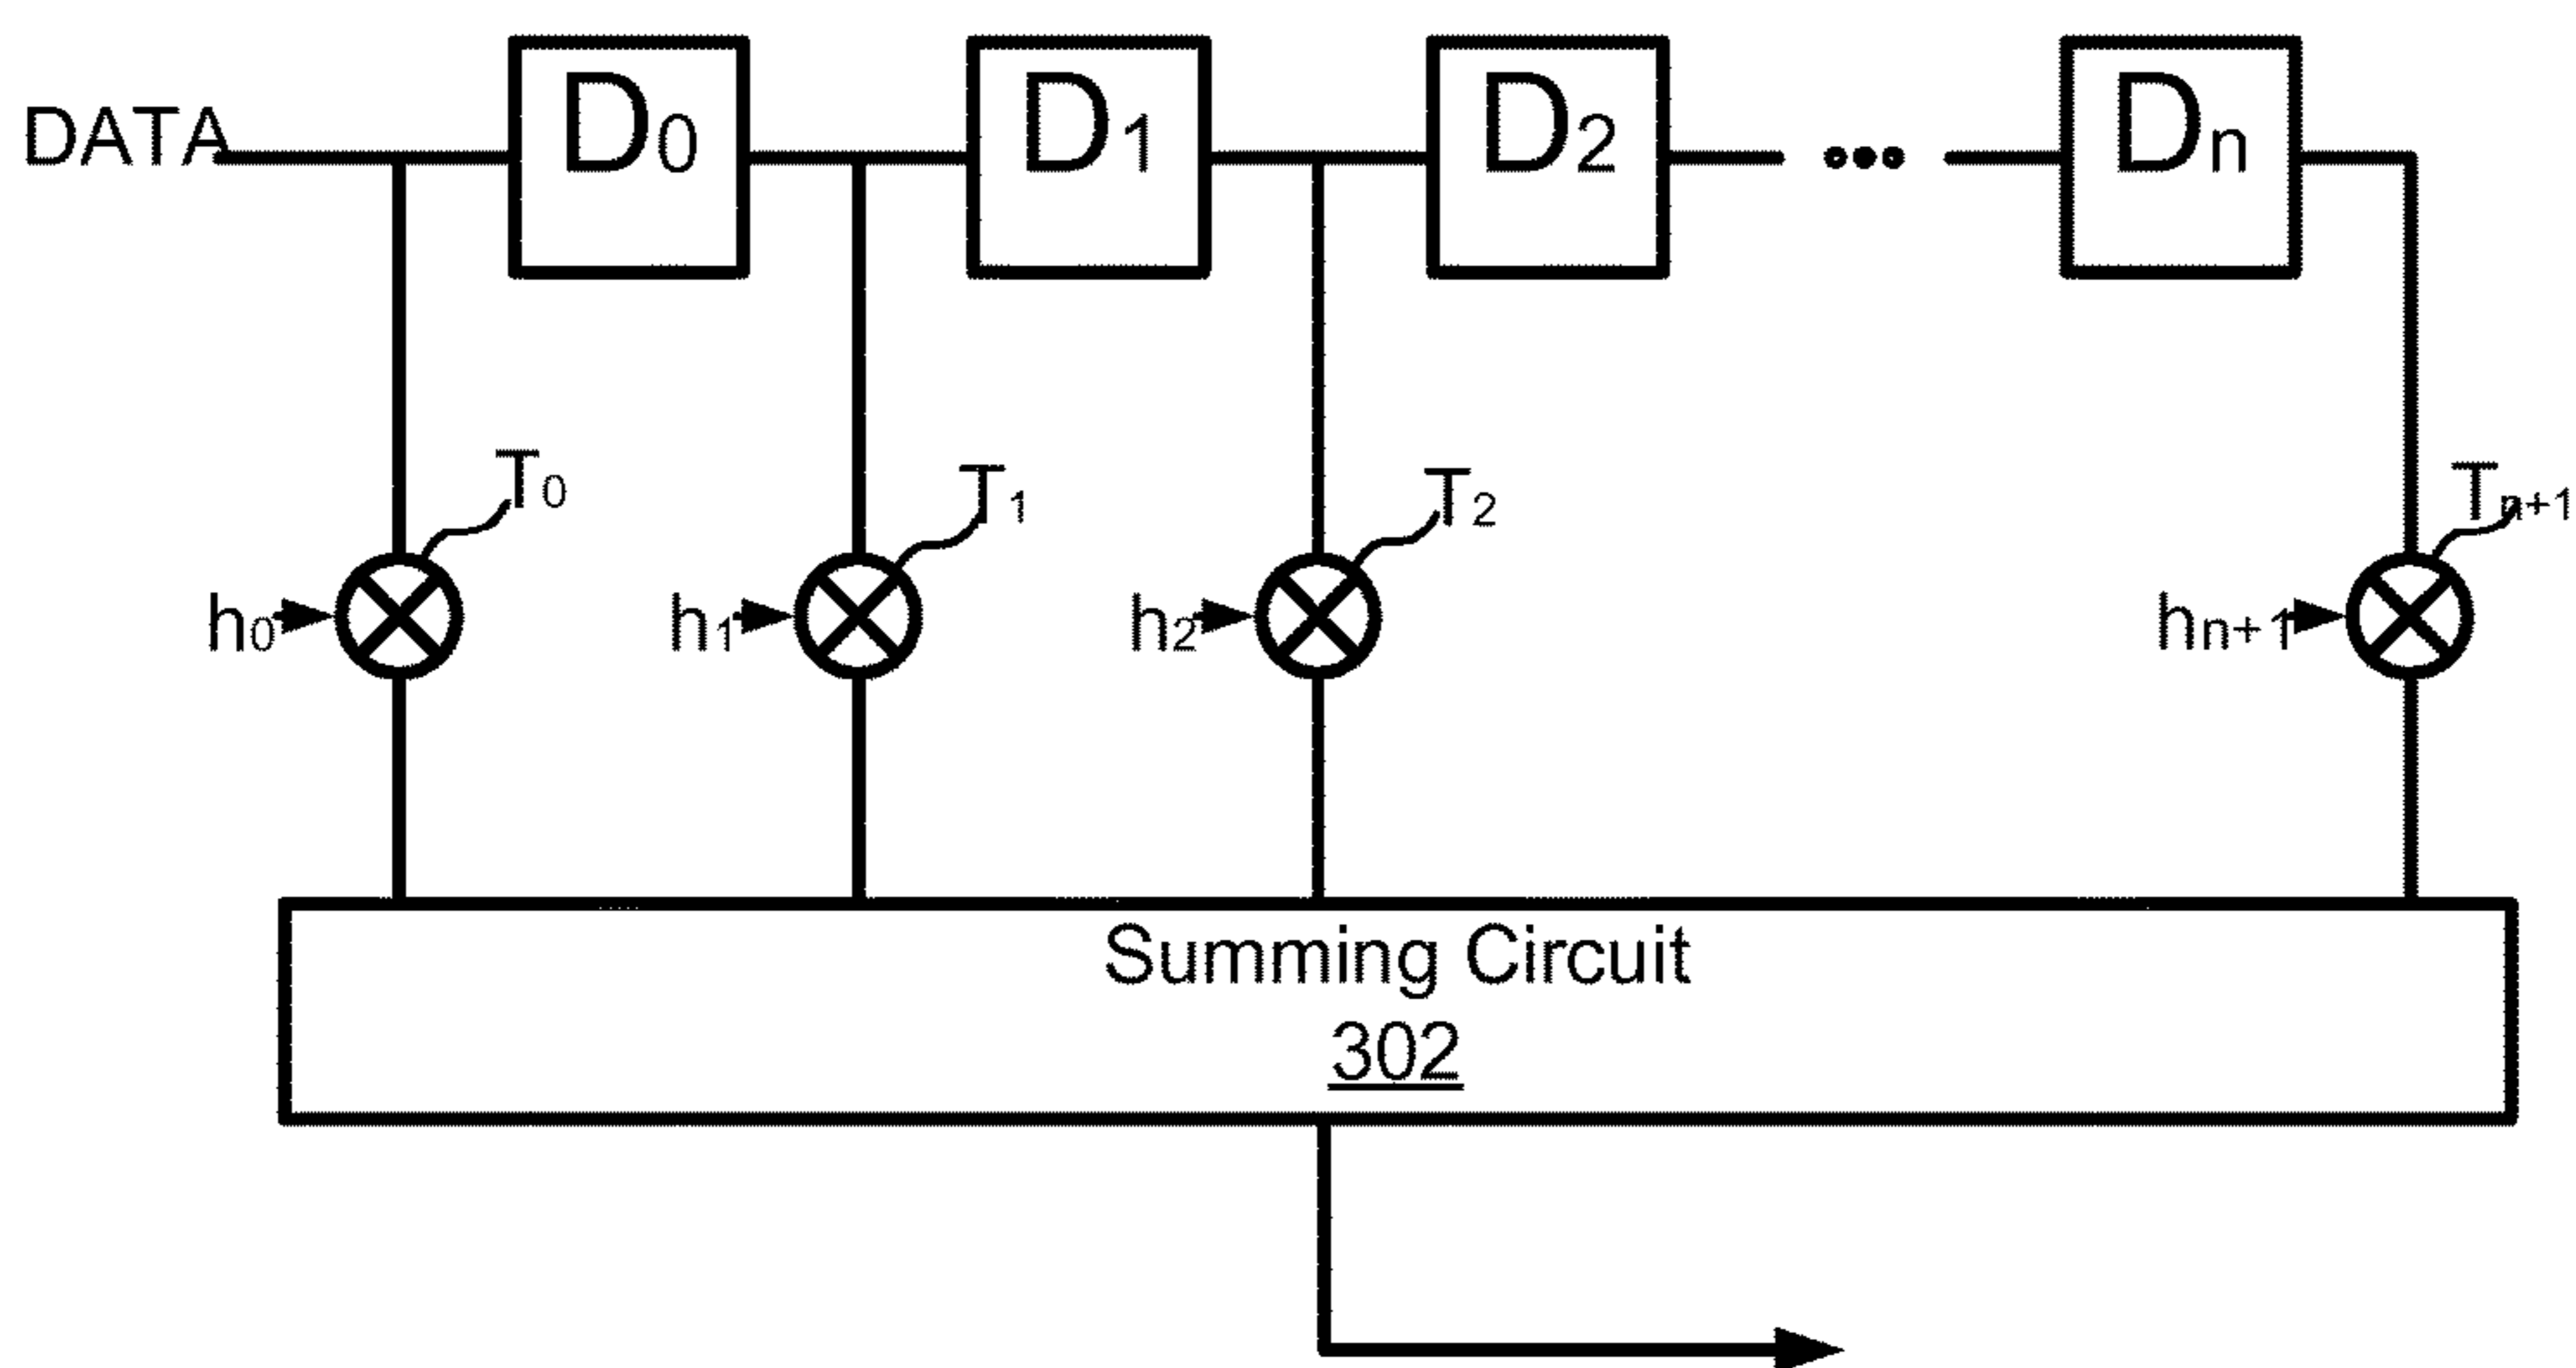 DATA D0 D1 D2 ••• Dn
T0 T1 T2 Tn+1
h0 h1 h2 hn+1
Summing Circuit
302